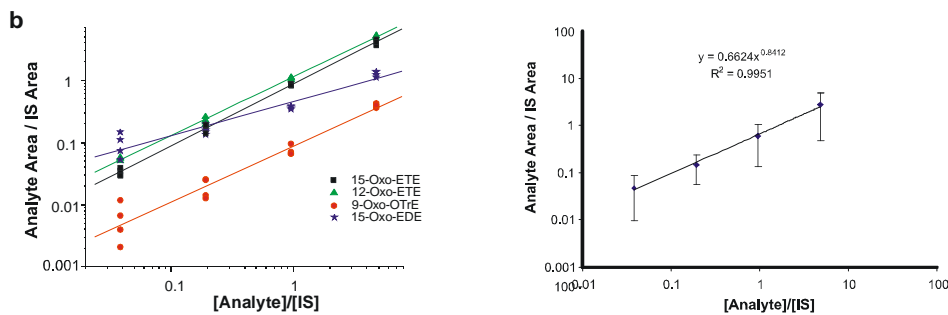 b
Analyte Area / IS Area
1
0.1
0.01
0.001
15-Oxo-ETE
12-Oxo-ETE
9-Oxo-OTrE
15-Oxo-EDE
0.1
1
[Analyte]/[IS]
Analyte Area / IS Area
100
10
1
0.1
0.01
0.001
y = 0.6624x^0.8412
R² = 0.9951
100.01
0.1
1
10
100
[Analyte]/[IS]